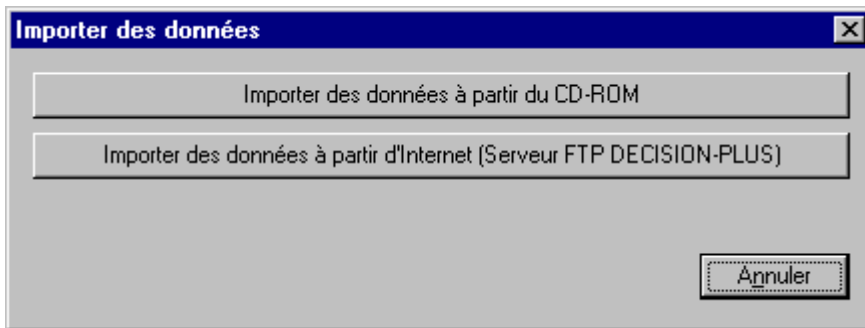 Importer des données
Importer des données à partir du CD-ROM
Importer des données à partir d'Internet (Serveur FTP DECISION-PLUS)
Annuler